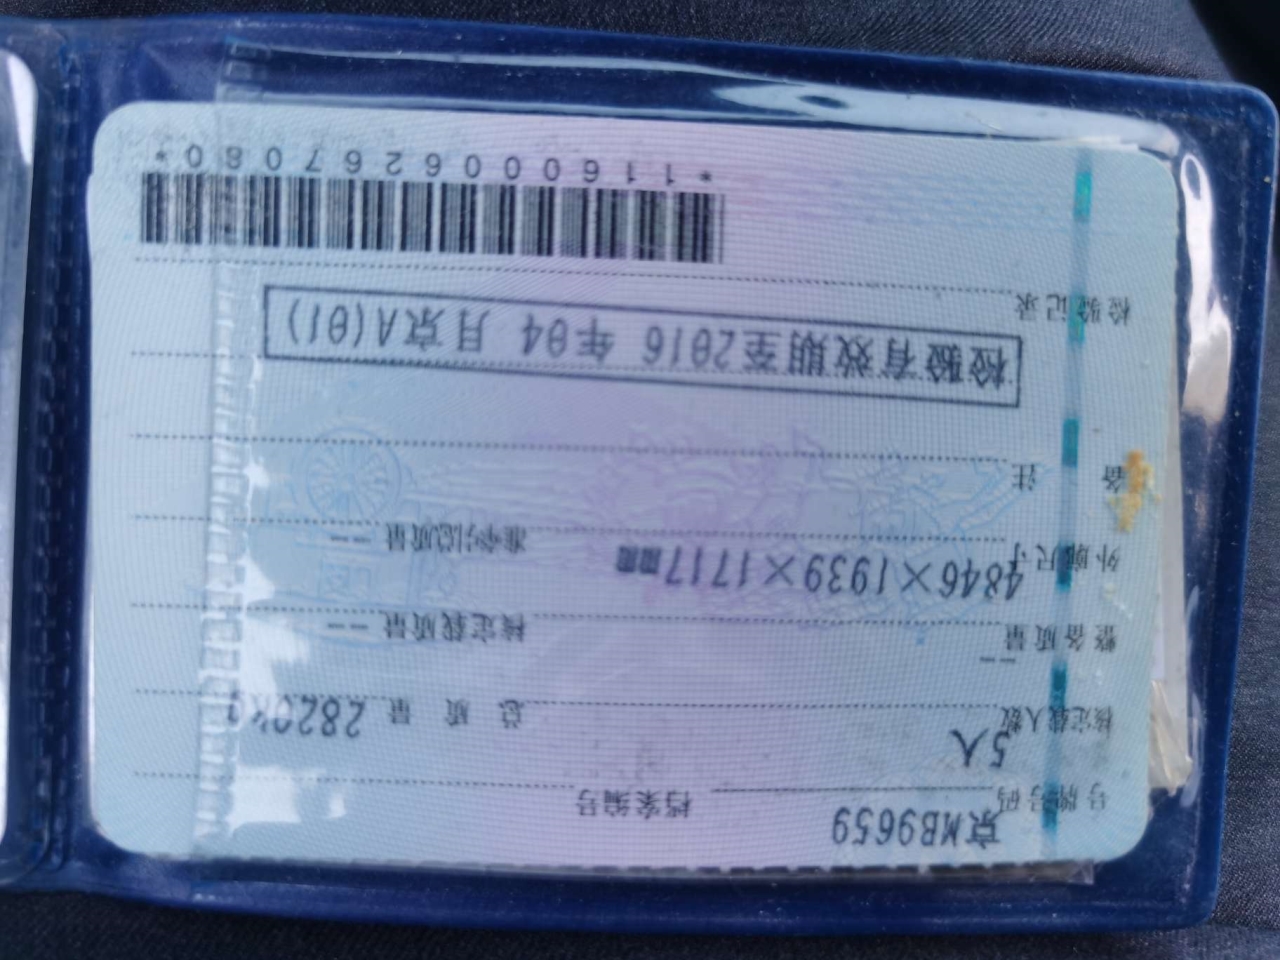 号牌号码 京MB9659 档案编号
核定载人数 5人 总质量 2820kg
整备质量 -- 核定载质量 --
外廓尺寸 4846×1939×1717mm 准牵引总质量 --
备注
检验记录
检验有效期至2016年04月京A(01)
*1160006267080*